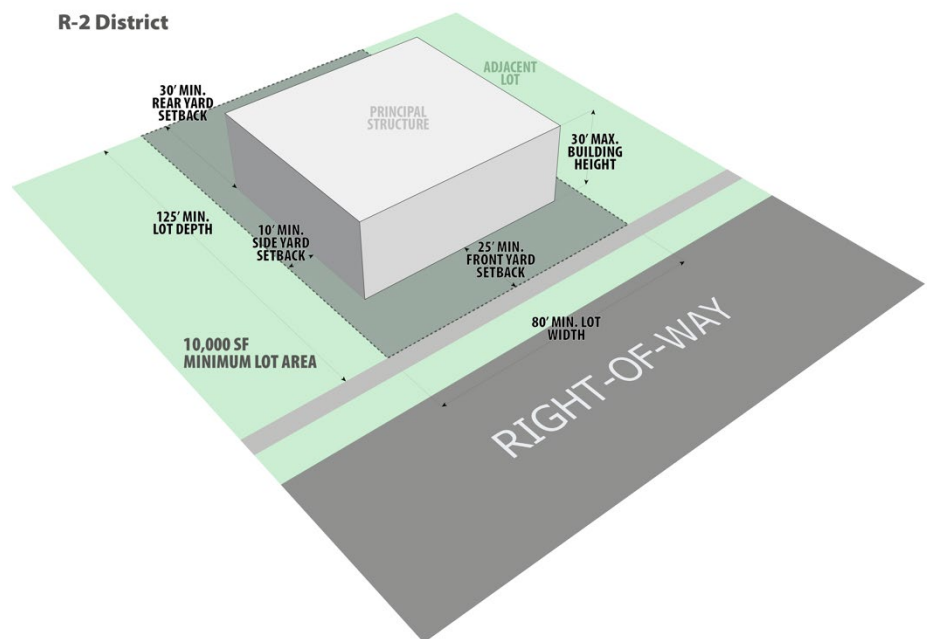 R-2 District
30’ MIN.
REAR YARD
SETBACK
ADJACENT
LOT
PRINCIPAL
STRUCTURE
30’ MAX.
BUILDING
HEIGHT
125’ MIN.
LOT DEPTH
10’ MIN.
SIDE YARD
SETBACK
25’ MIN.
FRONT YARD
SETBACK
80’ MIN. LOT
WIDTH
10,000 SF
MINIMUM LOT AREA
RIGHT-OF-WAY